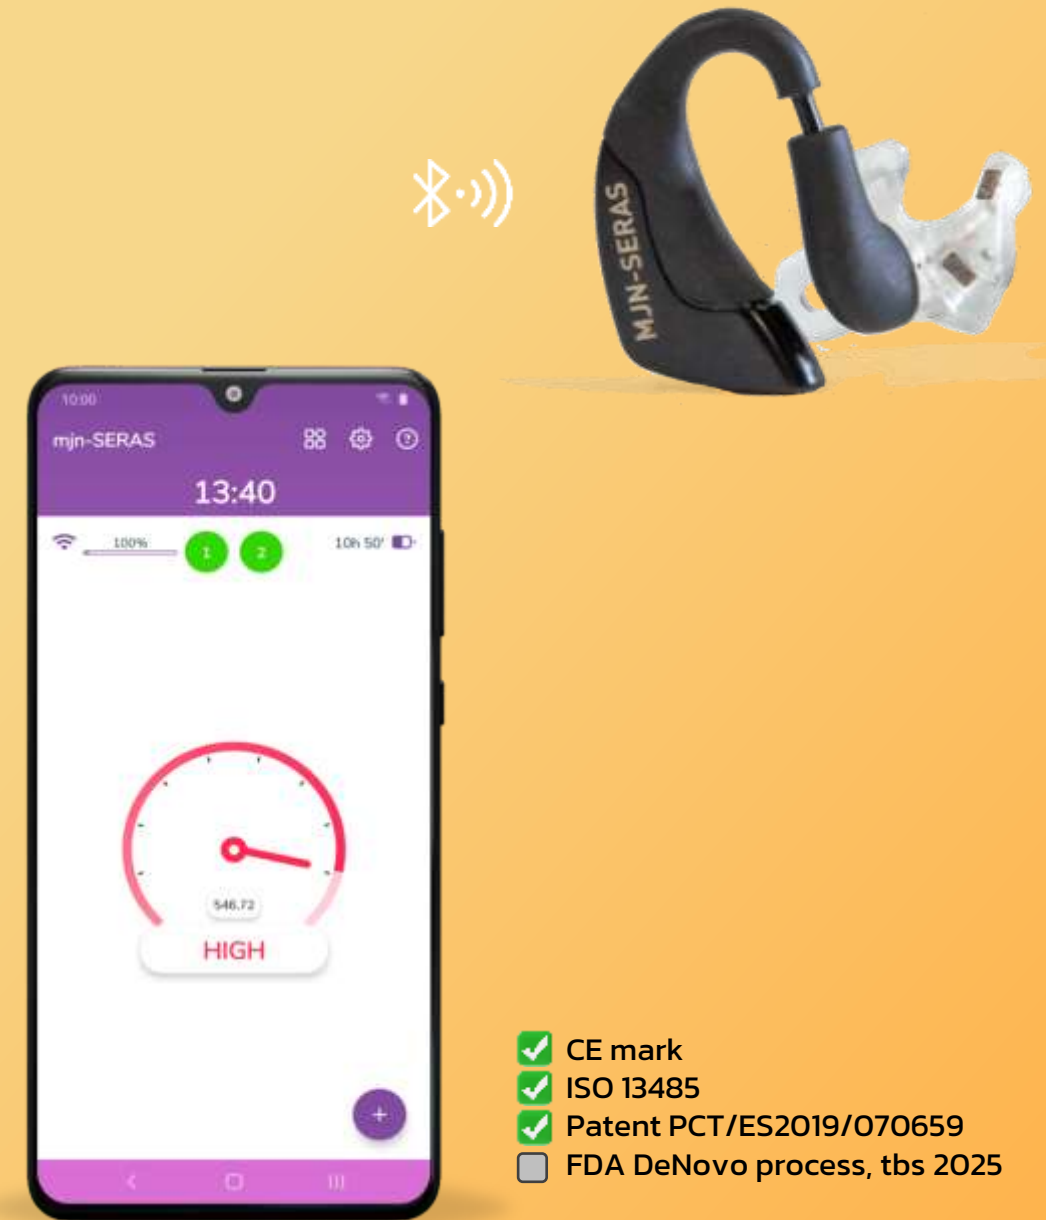 MJN-SERAS
10:00
mjn-SERAS
13:40
100%
1
2
10h 50'
546,72
HIGH
+
CE mark
ISO 13485
Patent PCT/ES2019/070659
FDA DeNovo process, tbs 2025